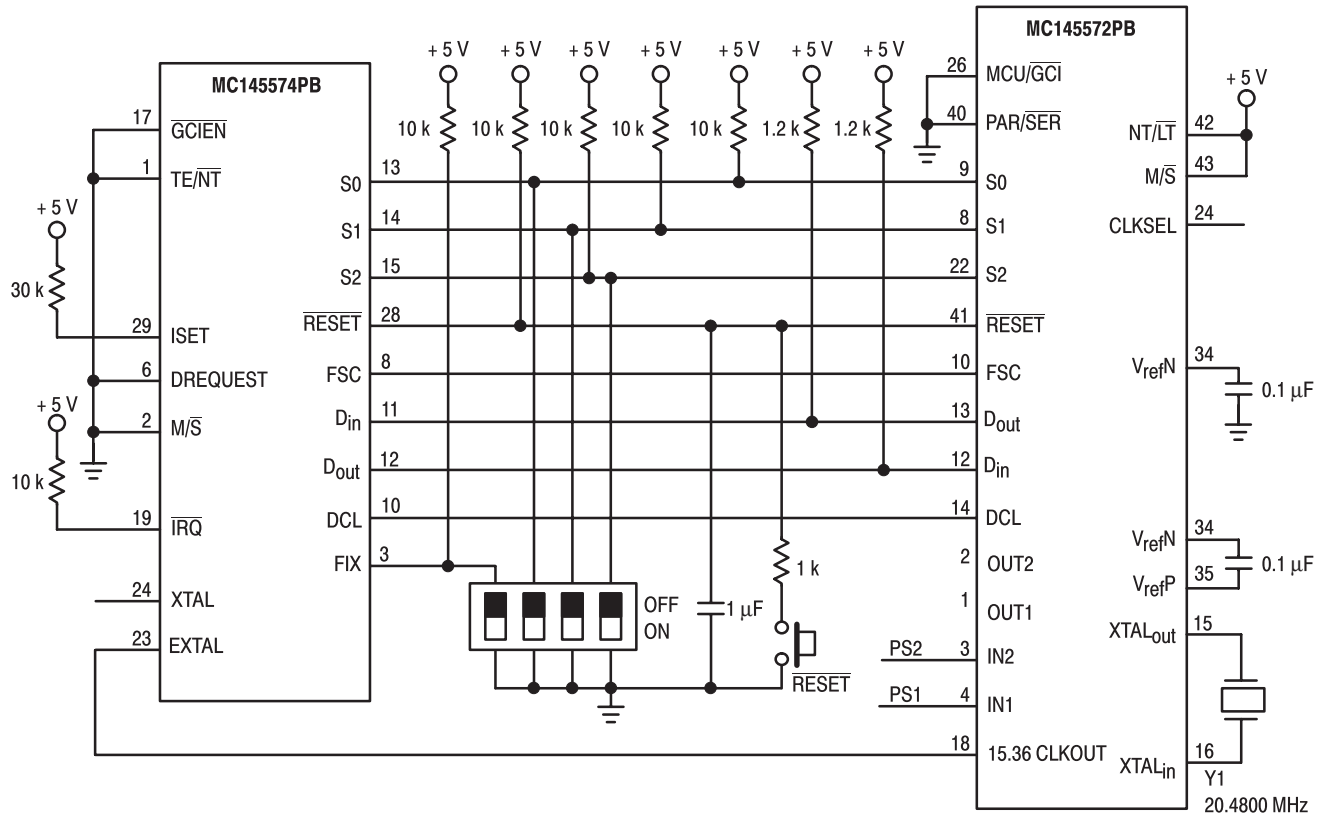 MC145574PB
17 GCIEN
1 TE/NT
+ 5 V
30 k
29 ISET
6 DREQUEST
+ 5 V
2 M/S
10 k
19 IRQ
24 XTAL
23 EXTAL
S0 13
S1 14
S2 15
RESET 28
FSC 8
Din 11
Dout 12
DCL 10
FIX 3
+ 5 V
+ 5 V
+ 5 V
+ 5 V
+ 5 V
+ 5 V
+ 5 V
10 k
10 k
10 k
10 k
10 k
1.2 k
1.2 k
OFF
ON
1 µF
1 k
RESET
MC145572PB
26 MCU/GCI
40 PAR/SER
9 S0
8 S1
22 S2
41 RESET
10 FSC
13 Dout
12 Din
14 DCL
2 OUT2
1 OUT1
PS2 3 IN2
PS1 4 IN1
18 15.36 CLKOUT
+ 5 V
NT/LT 42
M/S 43
CLKSEL 24
VrefN 34
0.1 µF
VrefN 34
0.1 µF
VrefP 35
XTALout 15
XTALin 16
Y1
20.4800 MHz